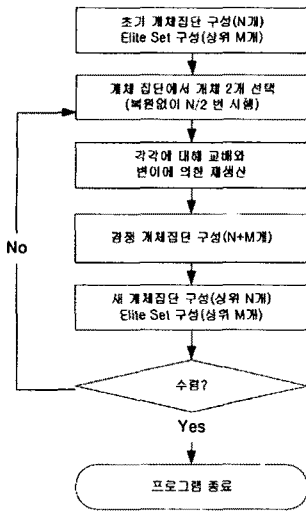 초기 개체집단 구성(N개)
Elite Set 구성(상위 M개)
개체 집단에서 개체 2개 선택
(복원없이 N/2 번 시행)
각각에 대해 교배와
변이에 의한 재생산
No
경쟁 개체집단 구성(N+M개)
새 개체집단 구성(상위 N개)
Elite Set 구성(상위 M개)
수렴?
Yes
프로그램 종료